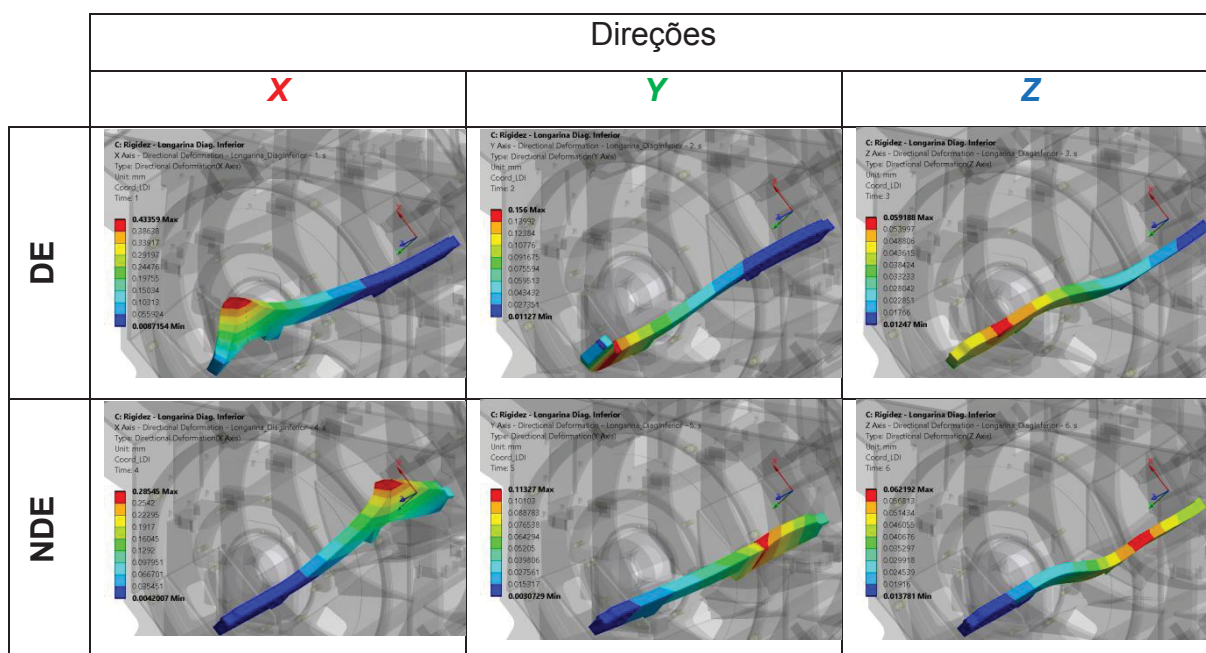 Direções
X
Y
Z
DE
C: Rigidez - Longarina Diag. Inferior
X Axis - Directional Deformation - Longarina_DiagInferior - 1. s
Type: Directional Deformation(X Axis)
Unit: mm
Coord_LDI
Time: 1
0.43359 Max
0.38638
0.33917
0.29197
0.24476
0.19755
0.15034
0.10313
0.055924
0.0087154 Min
C: Rigidez - Longarina Diag. Inferior
Y Axis - Directional Deformation - Longarina_DiagInferior - 2. s
Type: Directional Deformation(Y Axis)
Unit: mm
Coord_LDI
Time: 2
0.156 Max
0.13992
0.12384
0.10776
0.091675
0.075594
0.059513
0.043432
0.027351
0.01127 Min
C: Rigidez - Longarina Diag. Inferior
Z Axis - Directional Deformation - Longarina_DiagInferior - 3. s
Type: Directional Deformation(Z Axis)
Unit: mm
Coord_LDI
Time: 3
0.059188 Max
0.053997
0.048806
0.043615
0.038424
0.033233
0.028042
0.022851
0.01766
0.01247 Min
NDE
C: Rigidez - Longarina Diag. Inferior
X Axis - Directional Deformation - Longarina_DiagInferior - 4. s
Type: Directional Deformation(X Axis)
Unit: mm
Coord_LDI
Time: 4
0.28545 Max
0.2542
0.22295
0.1917
0.16045
0.1292
0.097951
0.066701
0.035451
0.0042007 Min
C: Rigidez - Longarina Diag. Inferior
Y Axis - Directional Deformation - Longarina_DiagInferior - 5. s
Type: Directional Deformation(Y Axis)
Unit: mm
Coord_LDI
Time: 5
0.11327 Max
0.10103
0.088783
0.076538
0.064294
0.05205
0.039806
0.027561
0.015317
0.0030729 Min
C: Rigidez - Longarina Diag. Inferior
Z Axis - Directional Deformation - Longarina_DiagInferior - 6. s
Type: Directional Deformation(Z Axis)
Unit: mm
Coord_LDI
Time: 6
0.062192 Max
0.056813
0.051434
0.046055
0.040676
0.035297
0.029918
0.024539
0.01916
0.013781 Min